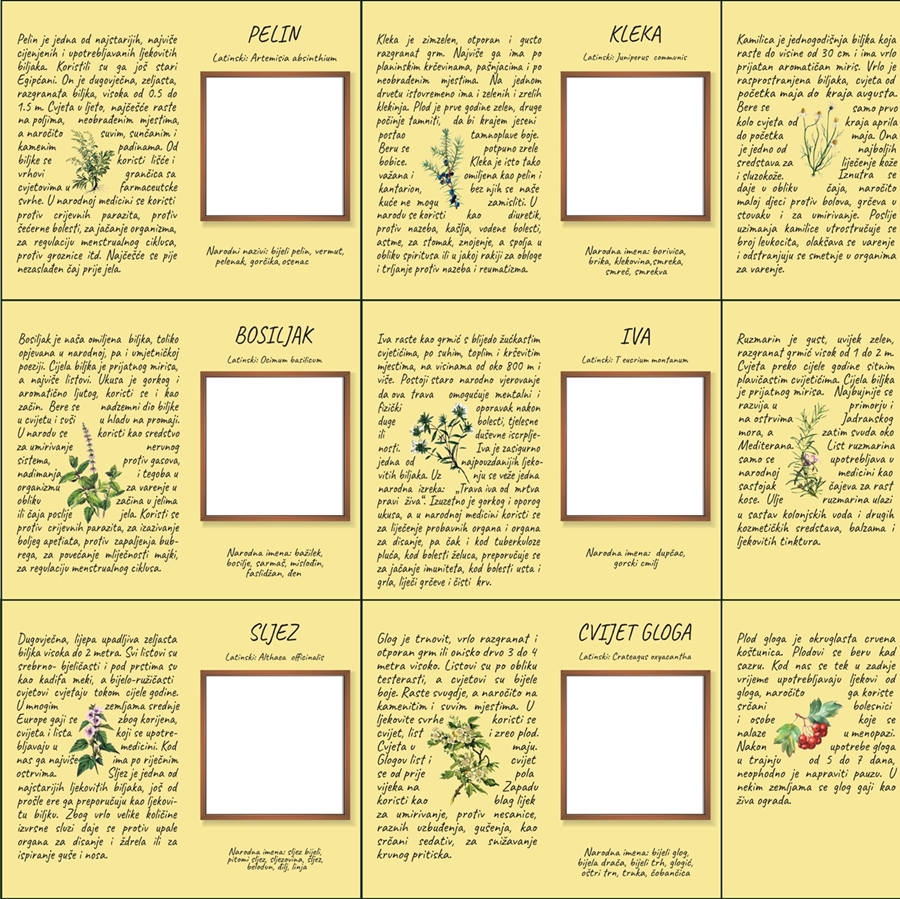 PELIN
Latinski: Artemisia absinthium
Pelin je jedna od najstarijih, najviše
cijenjenih i upotrebljavanih ljekovitih
biljaka. Koristili su ga još stari
Egipćani. On je dugovječna, zeljasta,
razgranata biljka, visoka od 0.5 do
1.5 m. Cvjeta u ljeto, najčešće raste
na poljima, neobrađenim mjestima,
a naročito suvim, sunčanim i
kamenim padinama. Od
biljke se koristi lišće i
vrhovi grančica sa
cvjetovima u farmaceutske
svrhe. U narodnoj medicini se koristi
protiv crijevnih parazita, protiv
šećerne bolesti, za jačanje organizma,
za regulaciju menstrualnog ciklusa,
protiv groznice itd. Najčešće se pije
nezaslađen čaj prije jela.
Narodni nazivi: bijeli pelin, vermut,
pelenak, gorčika, osenac
KLEKA
Latinski: Juniperus communis
Kleka je zimzelen, otporan i gusto
razgranat grm. Najviše ga ima po
planinskim krčevinama, pašnjacima i po
neobrađenim mjestima. Na jednom
drvetu istovremeno ima i zelenih i zrelih
klekinja. Plod je prve godine zelen, druge
počinje tamniti, da bi krajem jeseni
postao tamnoplave boje.
Beru se potpuno zrele
bobice. Kleka je isto tako
važana i omiljena kao pelin i
kantarion, bez njih se naše
kuće ne mogu zamisliti. U
narodu se koristi kao diuretik,
protiv nazeba, kašlja, vodene bolesti,
astme, za stomak, znojenje, a spolja u
obliku spiritusa ili u jakoj rakiji za obloge
i trljanje protiv nazeba i reumatizma.
Narodna imena: borivica,
brika, klekovina,smreka,
smreč, smrekva
Kamilica je jednogodišnja biljka koja
raste do visine od 30 cm i ima vrlo
prijatan aromatičan miris. Vrlo je
rasprostranjena biljka, cvjeta od
početka maja do kraja avgusta.
Bere se samo prvo
kolo cvjeta od kraja aprila
do početka maja. Ona
je jedno od najboljih
sredstava za liječenje kože
i sluzokože. Iznutra se
daje u obliku čaja, naročito
maloj djeci protiv bolova, grčeva u
stovaku i za umirivanje. Poslije
uzimanja kamilice utrostručuje se
broj leukocita, olakšava se varenje
i odstranjuju se smetnje u organima
za varenje.
BOSILJAK
Latinski: Ocimum basilicum
Bosiljak je naša omiljena biljka, toliko
opjevana u narodnoj, pa i umjetničkoj
poeziji. Cijela biljka je prijatnog mirisa,
a najviše listovi. Ukusa je gorkog i
aromatično ljutog, koristi se i kao
začin. Bere se nadzemni dio biljke
u cvijetu i suši u hladu na promaji.
U narodu se koristi kao sredstvo
za umirivanje nervnog
sistema, protiv gasova,
nadimanja i tegoba u
organizmu za varenje u
obliku začina u jelima
ili čaja poslije jela. Koristi se
protiv crijevnih parazita, za izazivanje
boljeg apetiata, protiv zapaljenja bub-
rega, za povećanje mliječnosti majki,
za regulaciju menstrualnog ciklusa.
Narodna imena: bažilek,
bosilje, sarmaš, mislođin,
faslidžan, đen
IVA
Latinski: T eucrium montanum
Iva raste kao grmić s blijedo žućkastim
cvjetićima, po suhim, toplim i krševitim
mjestima, na visinama od oko 800 m i
više. Postoji staro narodno vjerovanje
da ova trava omogućuje mentalni i
fizički oporavak nakon
duge bolesti, tjelesne
ili duševne iscrplje-
nosti. Iva je zasigurno
jedna od najpouzdanijih ljeko-
vitih biljaka. Uz nju se veže jedna
narodna izreka: „Trava iva od mrtva
pravi živa". Izuzetno je gorkog i oporog
ukusa, a u narodnoj medicini koristi se
za liječenje probavnih organa i organa
za disanje, pa čak i kod tuberkuloze
pluća, kod bolesti želuca, preporučuje se
za jačanje imuniteta, kod bolesti usta i
grla, liječi grčeve i čisti krv.
Narodna imena: dupčac,
gorski cmilj
Ruzmarin je gust, uvijek zelen,
razgranat grmić visok od 1 do 2 m.
Cvjeta preko cijele godine sitnim
plavičastim cvijetićima. Cijela biljka
je prijatnog mirisa. Najbujnije se
razvija u primorju i
na ostrvima Jadranskog
mora, a zatim svuda oko
Mediterana. List ruzmarina
samo se upotrebljava u
narodnoj medicini kao
sastojak čajeva za rast
kose. Ulje ruzmarina ulazi
u sastav kolonjskih voda i drugih
kozmetičkih sredstava, balzama i
ljekovitih tinktura.
SLJEZ
Latinski: Althaea officinalis
Dugovječna, lijepa upadljiva zeljasta
biljka visoka do 2 metra. Svi listovi su
srebrno- bjeličasti i pod prstima su
kao kadifa meki, a bijelo-ružičasti
cvjetovi cvjetaju tokom cijele godine.
U mnogim zemljama srednje
Europe gaji se zbog korijena,
cvijeta i lista koji se upotre-
bljavaju u medicini. Kod
nas ga najviše ima po riječnim
ostrvima. Sljez je jedna od
najstarijih ljekovitih biljaka, još od
prošle ere ga preporučuju kao ljekovi-
tu biljku. Zbog vrlo velike količine
izvrsne sluzi daje se protiv upale
organa za disanje i ždrela ili za
ispiranje guše i nosa.
Narodna imena: sljez bijeli,
pitomi sljez, sljezovina, šljez,
belodun, žilj, linja
CVIJET GLOGA
Latinski: Crateagus oxyacantha
Glog je trnovit, vrlo razgranat i
otporan grm ili onisko drvo 3 do 4
metra visoko. Listovi su po obliku
testerasti, a cvjetovi su bijele
boje. Raste svugdje, a naročito na
kamenitim i suvim mjestima. U
ljekovite svrhe koristi se
cvijet, list i zreo plod.
Cvjeta u maju.
Glogov list i cvijet
se od prije pola
vijeka na Zapadu
koristi kao blag lijek
za umirivanje, protiv nesanice,
raznih uzbuđenja, gušenja, kao
srčani sedativ, za snižavanje
krvnog pritiska.
Narodna imena: bijeli glog,
bijela drača, bijeli trh, glogić,
oštri trn, trnka, čobančica
Plod gloga je okruglasta crvena
koštunica. Plodovi se beru kad
sazru. Kod nas se tek u zadnje
vrijeme upotrebljavaju ljekovi od
gloga, naročito ga koriste
srčani bolesnici
i osobe koje se
nalaze u menopazi.
Nakon upotrebe gloga
u trajnju od 5 do 7 dana,
neophodno je napraviti pauzu. U
nekim zemljama se glog gaji kao
živa ograda.